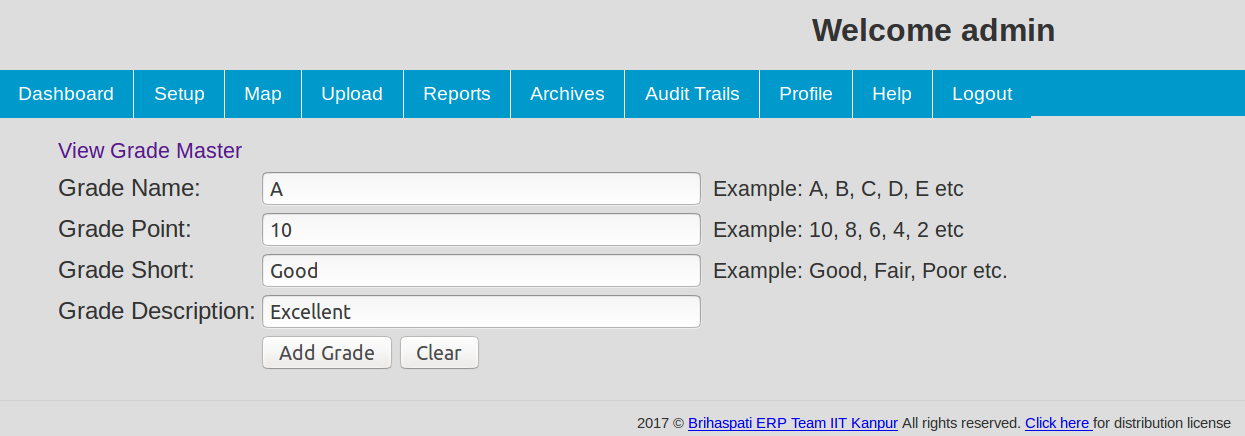 Welcome admin
Dashboard Setup Map Upload Reports Archives Audit Trails Profile Help Logout
View Grade Master
Grade Name: A Example: A, B, C, D, E etc
Grade Point: 10 Example: 10, 8, 6, 4, 2 etc
Grade Short: Good Example: Good, Fair, Poor etc.
Grade Description: Excellent
Add Grade Clear
2017 © Brihaspati ERP Team IIT Kanpur All rights reserved. Click here for distribution license